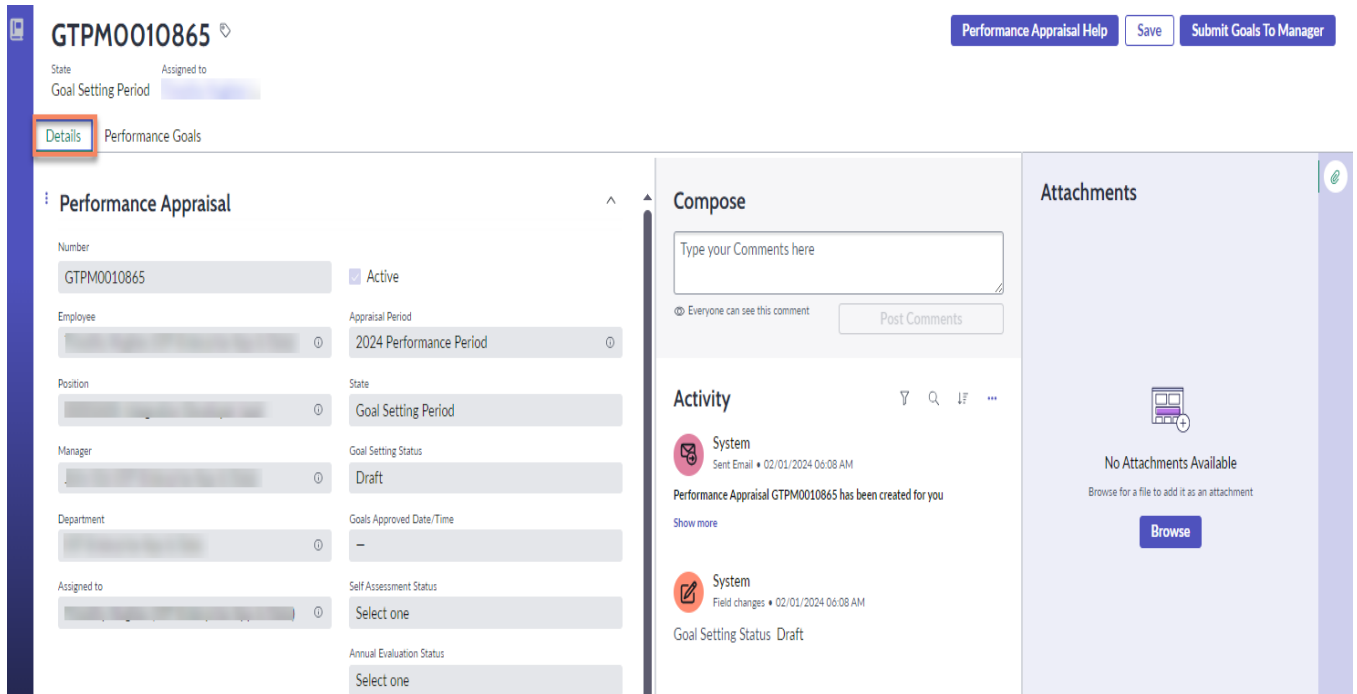 GTPM0010865
Performance Appraisal Help
Save
Submit Goals To Manager
State
Assigned to
Goal Setting Period
Details
Performance Goals
Performance Appraisal
Number
GTPM0010865
Active
Employee
Appraisal Period
2024 Performance Period
Position
State
Goal Setting Period
Manager
Goal Setting Status
Draft
Department
Goals Approved Date/Time
–
Assigned to
Self Assessment Status
Select one
Annual Evaluation Status
Select one
Compose
Type your Comments here
Everyone can see this comment
Post Comments
Activity
System
Sent Email • 02/01/2024 06:08 AM
Performance Appraisal GTPM0010865 has been created for you
Show more
System
Field changes • 02/01/2024 06:08 AM
Goal Setting Status Draft
Attachments
No Attachments Available
Browse for a file to add it as an attachment
Browse